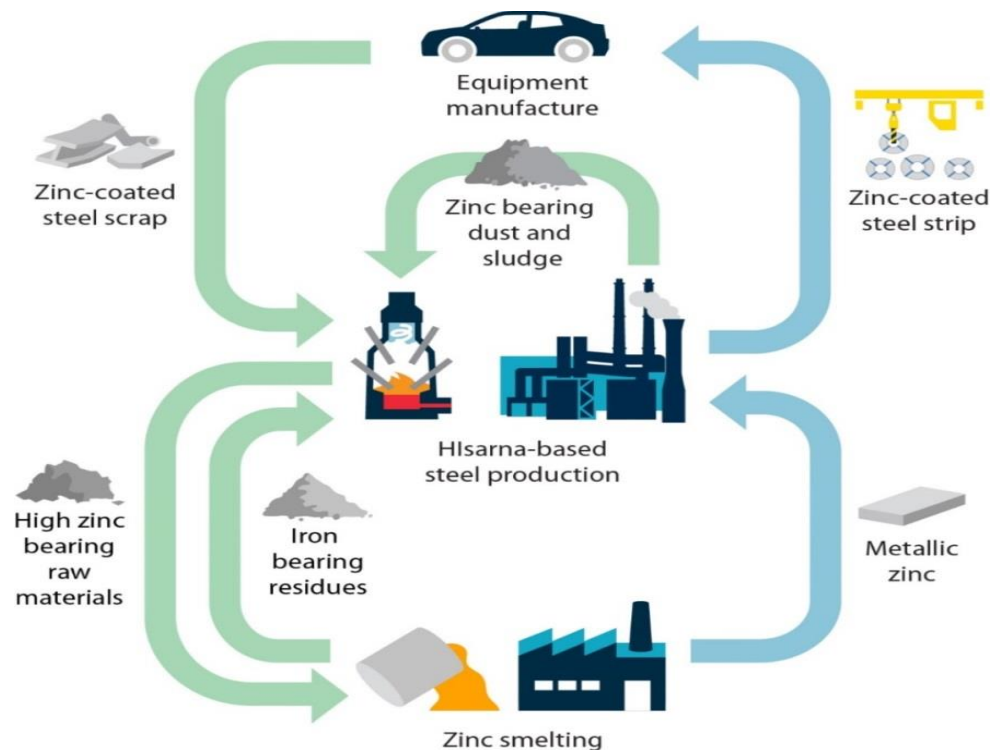 Equipment
manufacture
Zinc-coated
steel scrap
Zinc bearing
dust and
sludge
Zinc-coated
steel strip
HIsarna-based
steel production
High zinc
bearing
raw
materials
Iron
bearing
residues
Metallic
zinc
Zinc smelting